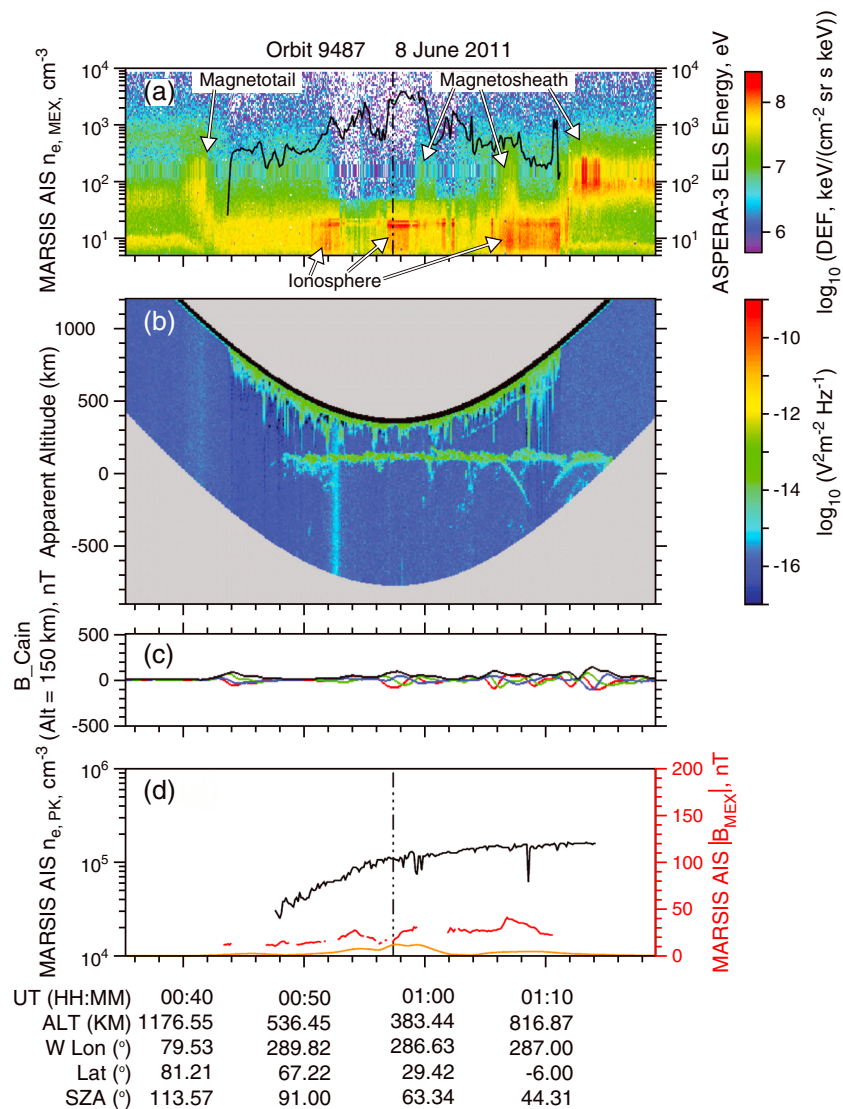 Orbit 9487 8 June 2011
MARSIS AIS n e, MEX, cm-3
10^4
10^3
10^2
10^1
(a)
Magnetotail
Magnetosheath
Ionosphere
10^4
10^3
10^2
10^1
ASPERA-3 ELS Energy, eV
8
7
6
log10 (DEF, keV/(cm-2 sr s keV)
Apparent Altitude (km)
1000
500
0
-500
(b)
-10
-12
-14
-16
log10 (V2m-2 Hz-1)
B_Cain
(Alt = 150 km), nT
500
0
-500
(c)
MARSIS AIS n e, PK, cm-3
10^6
10^5
10^4
(d)
200
150
100
50
0
MARSIS AIS |B MEX|, nT
UT (HH:MM) 00:40 00:50 01:00 01:10
ALT (KM) 1176.55 536.45 383.44 816.87
W Lon (°) 79.53 289.82 286.63 287.00
Lat (°) 81.21 67.22 29.42 -6.00
SZA (°) 113.57 91.00 63.34 44.31